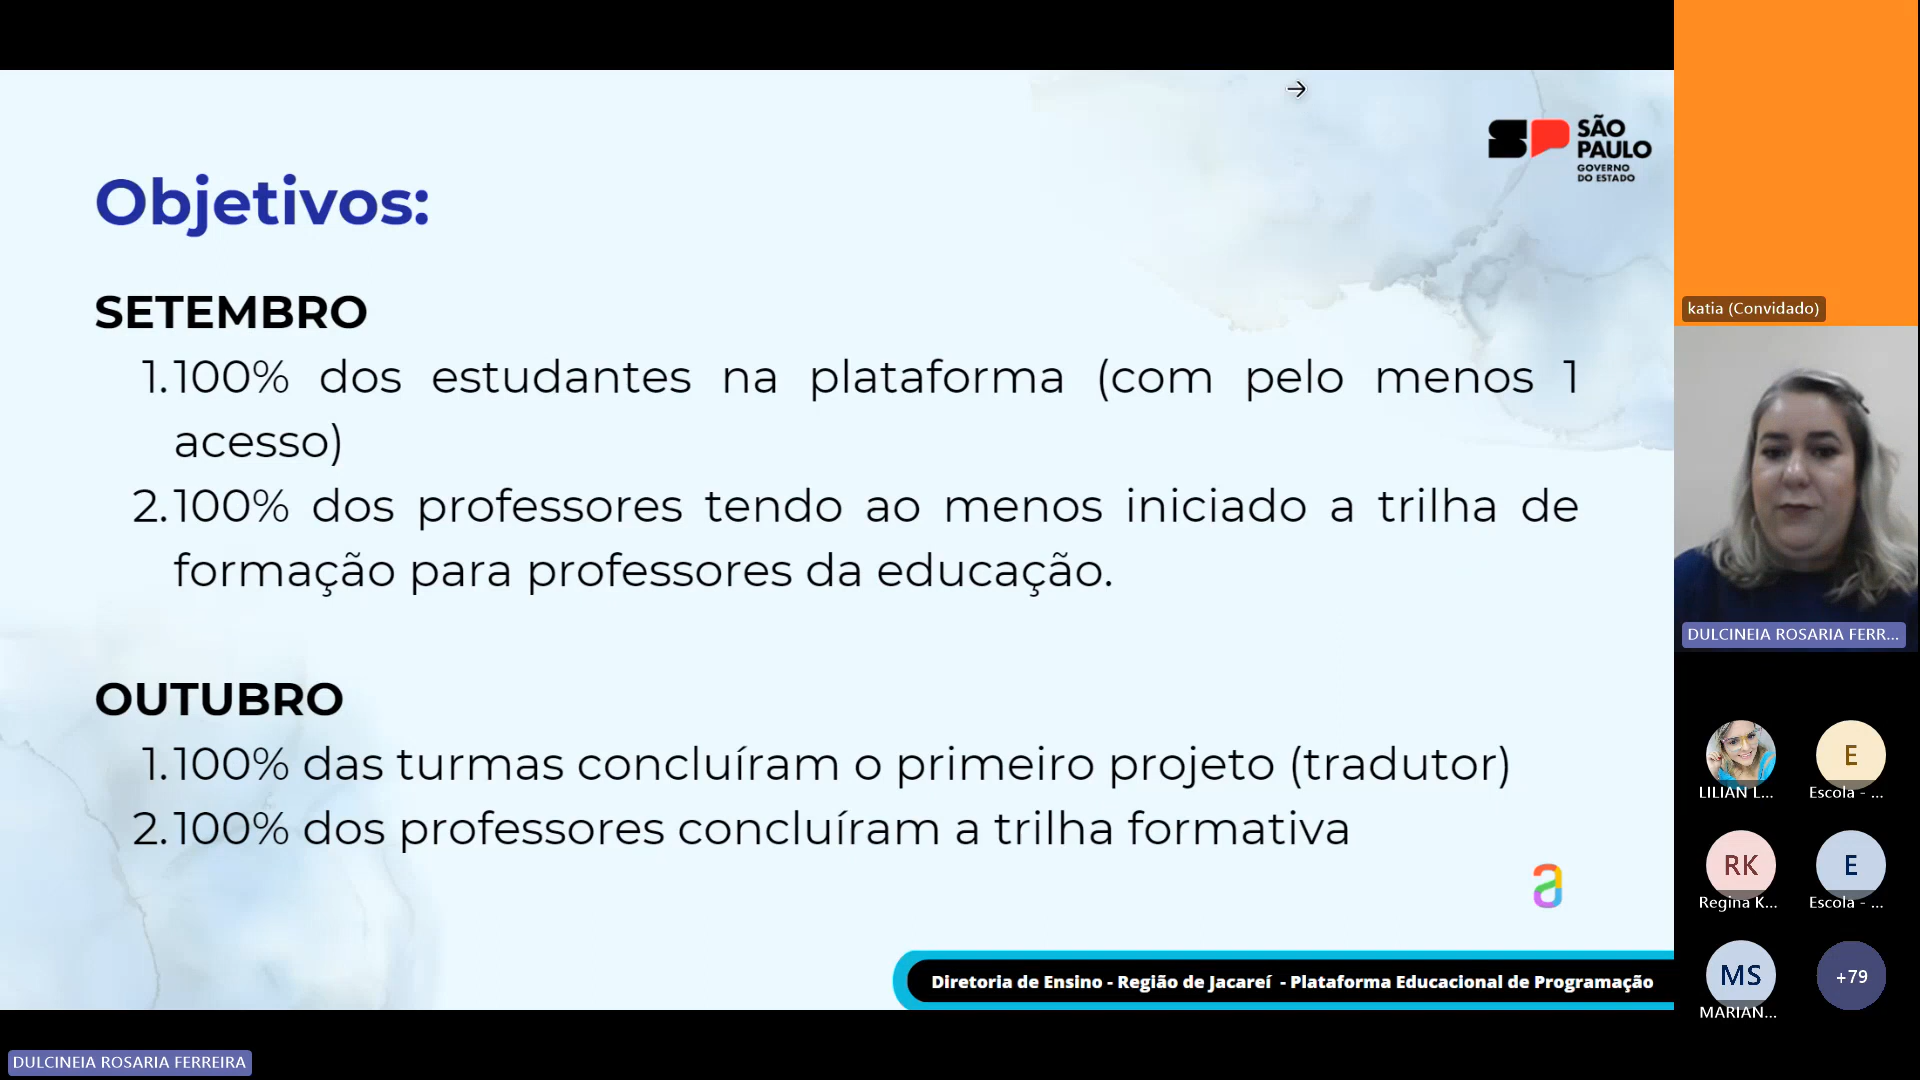 SÃO
PAULO
GOVERNO
DO ESTADO
Objetivos:
SETEMBRO
1. 100% dos estudantes na plataforma (com pelo menos 1
acesso)
2. 100% dos professores tendo ao menos iniciado a trilha de
formação para professores da educação.
OUTUBRO
1. 100% das turmas concluíram o primeiro projeto (tradutor)
2. 100% dos professores concluíram a trilha formativa
a
Diretoria de Ensino - Região de Jacareí - Plataforma Educacional de Programação
DULCINEIA ROSARIA FERREIRA
katia (Convidado)
DULCINEIA ROSARIA FERR...
LILIAN L...
E
Escola - ...
RK
Regina K...
E
Escola - ...
MS
MARIAN...
+79